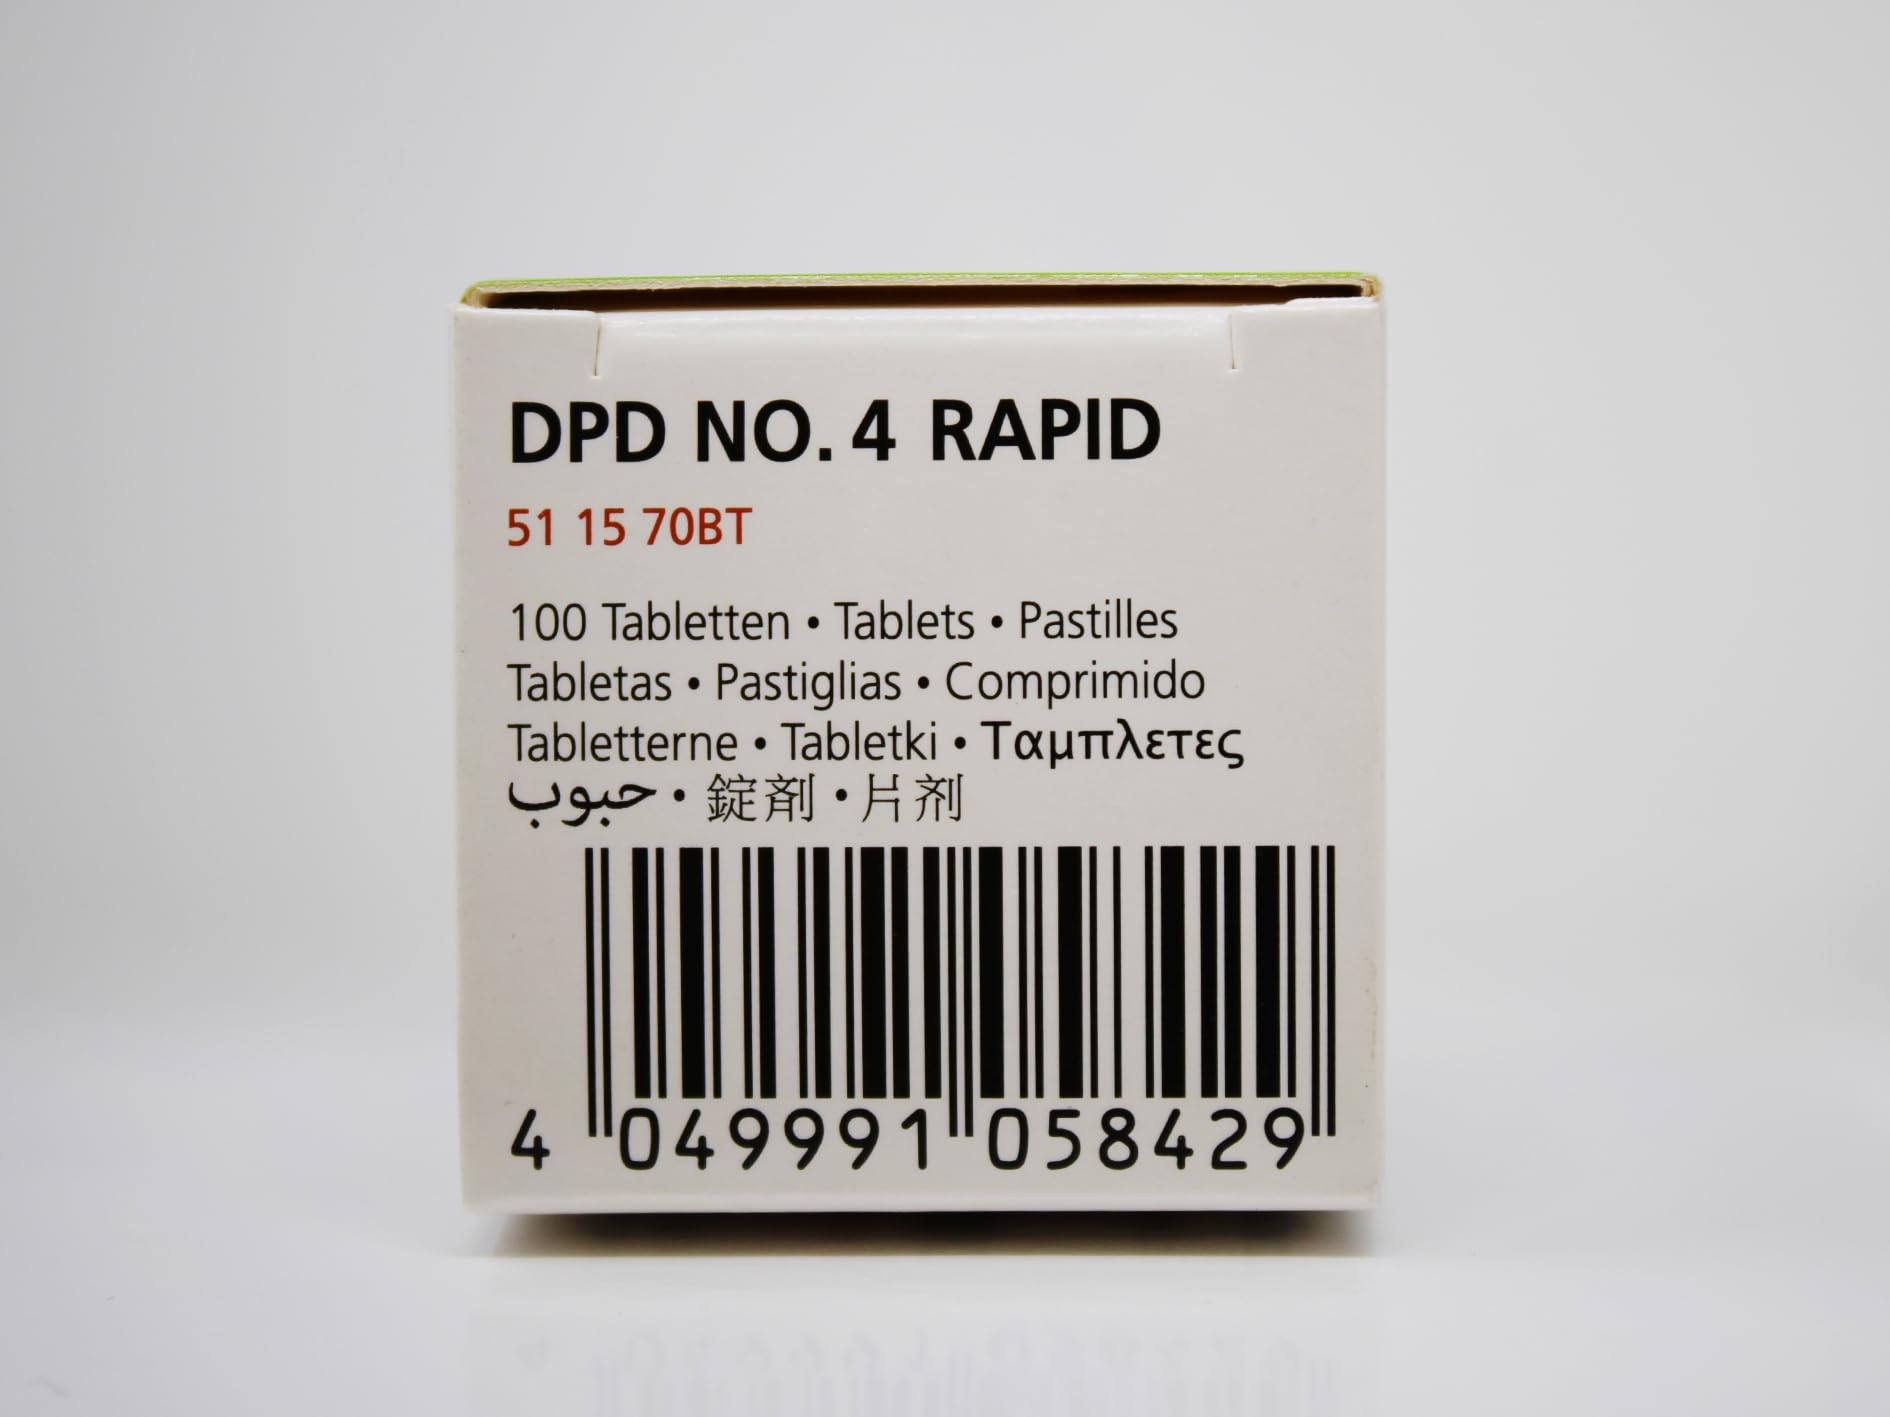 DPD NO. 4 RAPID
51 15 70BT
100 Tabletten • Tablets • Pastilles
Tabletas • Pastiglias • Comprimido
Tabletterne • Tabletki • Ταμπλετες
حبوب • 錠剤 • 片剂
4 049991 058429